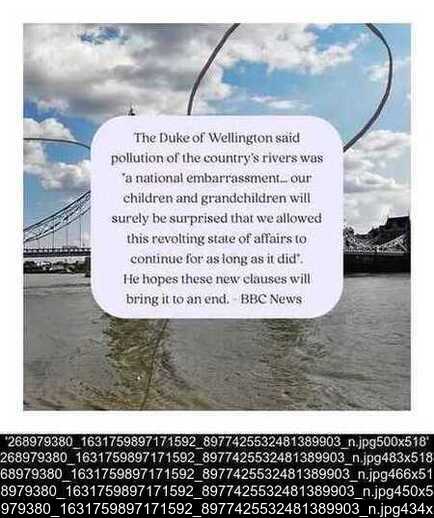 The Duke of Wellington said
pollution of the country's rivers was
"a national embarrassment... our
children and grandchildren will
surely be surprised that we allowed
this revolting state of affairs to
continue for as long as it did".
He hopes these new clauses will
bring it to an end. - BBC News
'268979380_1631759897171592_8977425532481389903_n.jpg500x518'
268979380_1631759897171592_8977425532481389903_n.jpg483x518
68979380_1631759897171592_8977425532481389903_n.jpg466x51
8979380_1631759897171592_8977425532481389903_n.jpg450x5
979380_1631759897171592_8977425532481389903_n.jpg434x